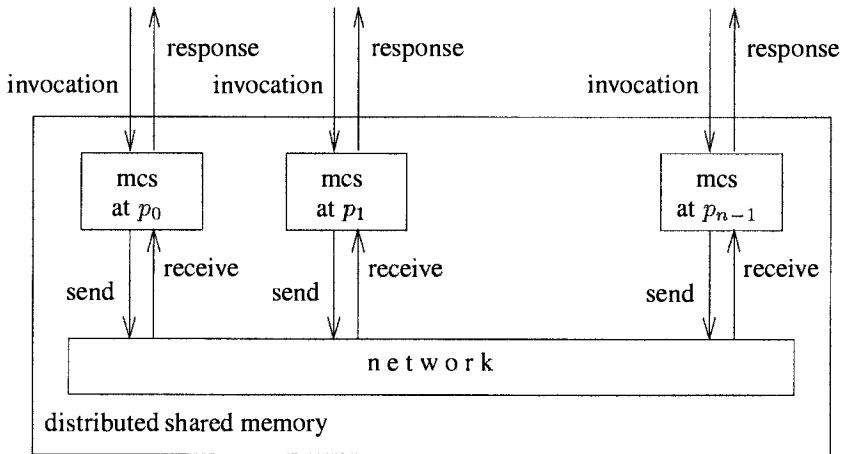 response response response
invocation invocation invocation
mcs mcs mcs
at p₀ at p₁ at pₙ₋₁
receive receive receive
send send send
network
distributed shared memory